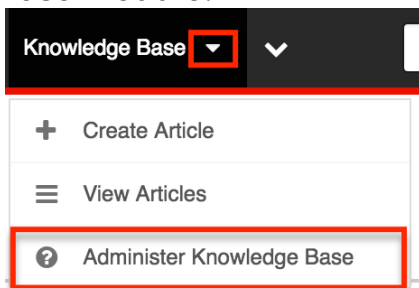 Knowledge Base
Create Article
View Articles
Administer Knowledge Base